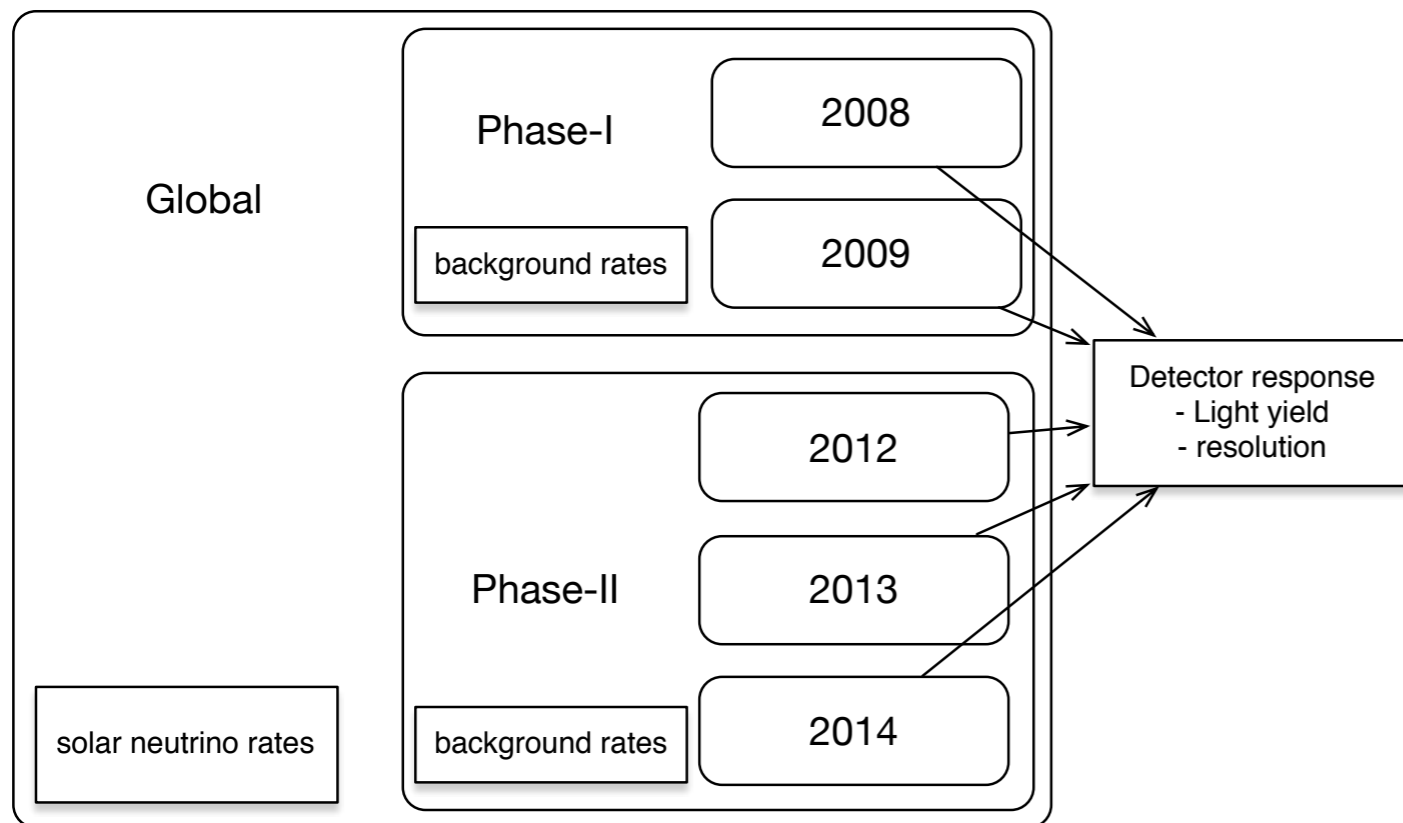 Global
solar neutrino rates
Phase-I
background rates
2008
2009
Phase-II
background rates
2012
2013
2014
Detector response
- Light yield
- resolution